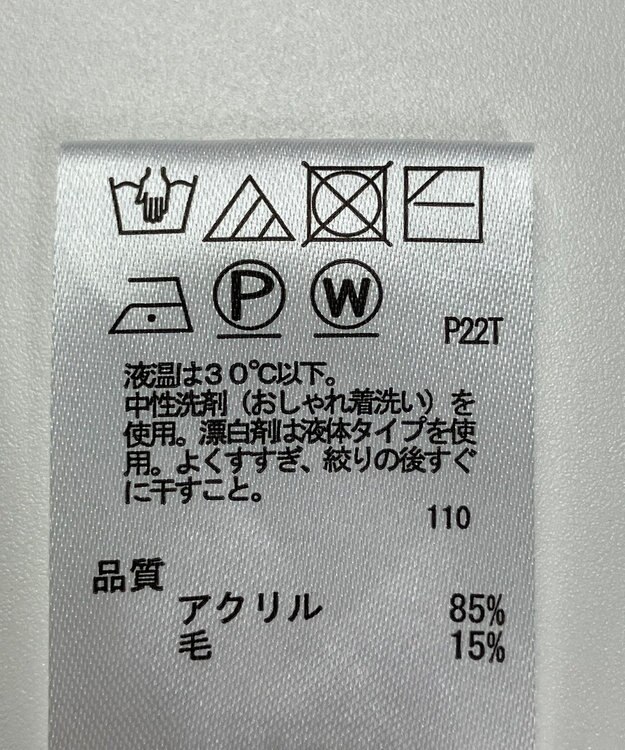 P W
P22T
液温は３０℃以下。
中性洗剤（おしゃれ着洗い）を
使用。漂白剤は液体タイプを使
用。よくすすぎ、絞りの後すぐ
に干すこと。
110
品質
アクリル 85%
毛 15%